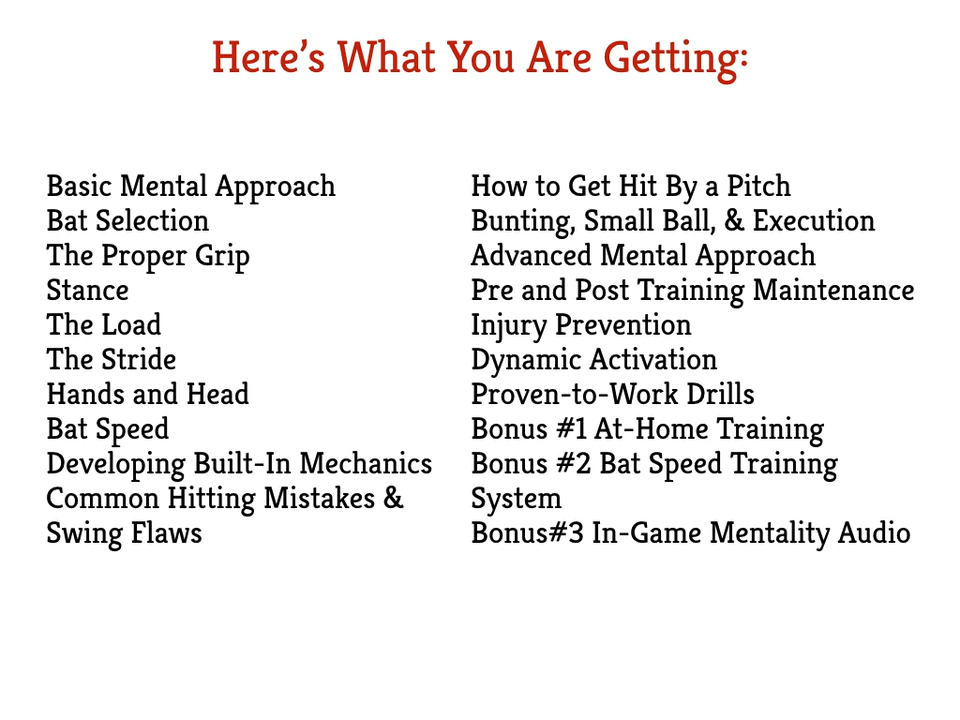 Here’s What You Are Getting:
Basic Mental Approach
Bat Selection
The Proper Grip
Stance
The Load
The Stride
Hands and Head
Bat Speed
Developing Built-In Mechanics
Common Hitting Mistakes &
Swing Flaws
How to Get Hit By a Pitch
Bunting, Small Ball, & Execution
Advanced Mental Approach
Pre and Post Training Maintenance
Injury Prevention
Dynamic Activation
Proven-to-Work Drills
Bonus #1 At-Home Training
Bonus #2 Bat Speed Training
System
Bonus#3 In-Game Mentality Audio